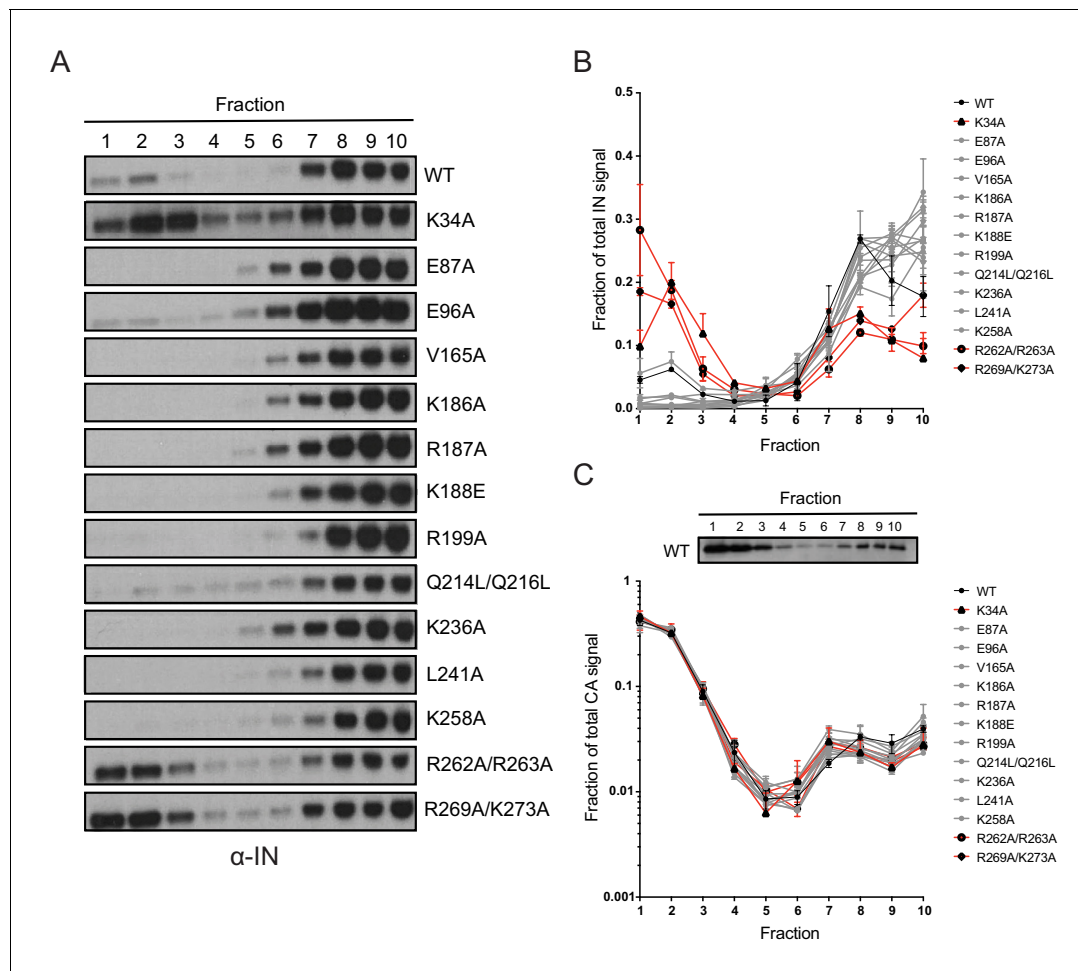 A
Fraction
1 2 3 4 5 6 7 8 9 10
WT
K34A
E87A
E96A
V165A
K186A
R187A
K188E
R199A
Q214L/Q216L
K236A
L241A
K258A
R262A/R263A
R269A/K273A
α-IN
B
Fraction of total IN signal
0.5
0.4
0.3
0.2
0.1
0.0
1 2 3 4 5 6 7 8 9 10
Fraction
WT
K34A
E87A
E96A
V165A
K186A
R187A
K188E
R199A
Q214L/Q216L
K236A
L241A
K258A
R262A/R263A
R269A/K273A
C
Fraction
1 2 3 4 5 6 7 8 9 10
WT
Fraction of total CA signal
1
0.1
0.01
0.001
1 2 3 4 5 6 7 8 9 10
Fraction
WT
K34A
E87A
E96A
V165A
K186A
R187A
K188E
R199A
Q214L/Q216L
K236A
L241A
K258A
R262A/R263A
R269A/K273A